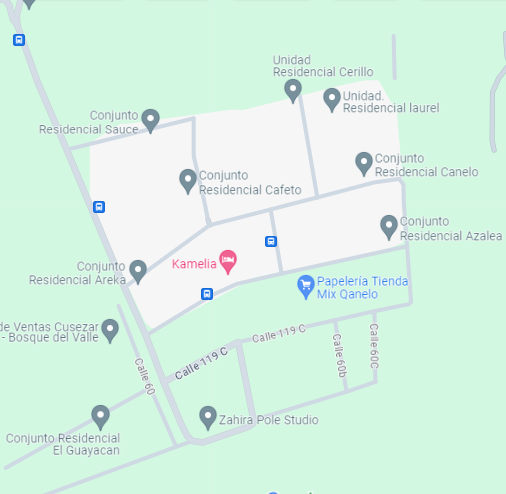 Unidad
Residencial Cerillo
Unidad.
Residencial laurel
Conjunto
Residencial Sauce
Conjunto
Residencial Canelo
Conjunto
Residencial Cafeto
Conjunto
Residencial Azalea
Kamelia
Conjunto
Residencial Areka
Papelería Tienda
Mix Qanelo
de Ventas Cusezar
- Bosque del Valle
Calle 119 C
Calle 119 C
Calle 60b
Calle 60C
Calle 60
Zahira Pole Studio
Conjunto Residencial
El Guayacan